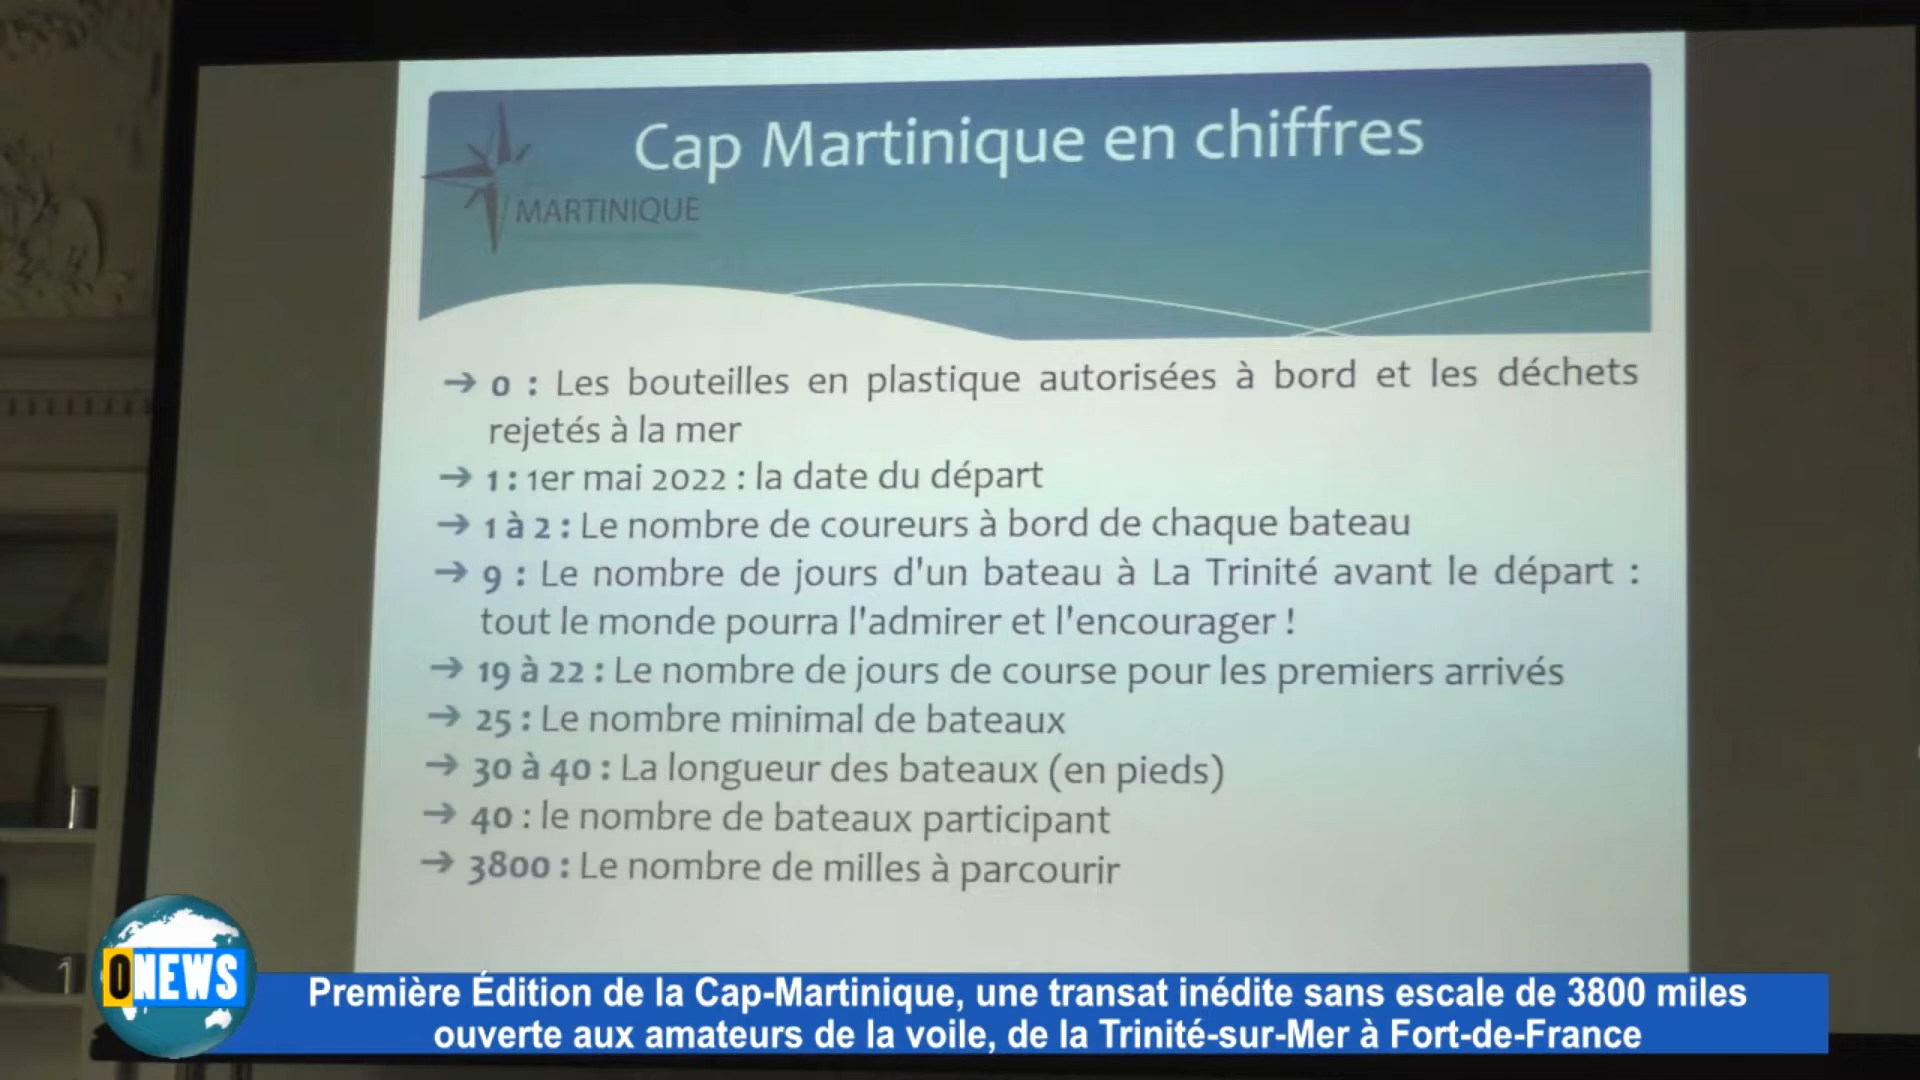 Cap Martinique en chiffres
MARTINIQUE
→ 0 : Les bouteilles en plastique autorisées à bord et les déchets
rejetés à la mer
→ 1 : 1er mai 2022 : la date du départ
→ 1 à 2 : Le nombre de coureurs à bord de chaque bateau
→ 9 : Le nombre de jours d'un bateau à La Trinité avant le départ :
tout le monde pourra l'admirer et l'encourager !
→ 19 à 22 : Le nombre de jours de course pour les premiers arrivés
→ 25 : Le nombre minimal de bateaux
→ 30 à 40 : La longueur des bateaux (en pieds)
→ 40 : le nombre de bateaux participant
→ 3800 : Le nombre de milles à parcourir
ONEWS
Première Édition de la Cap-Martinique, une transat inédite sans escale de 3800 miles
ouverte aux amateurs de la voile, de la Trinité-sur-Mer à Fort-de-France